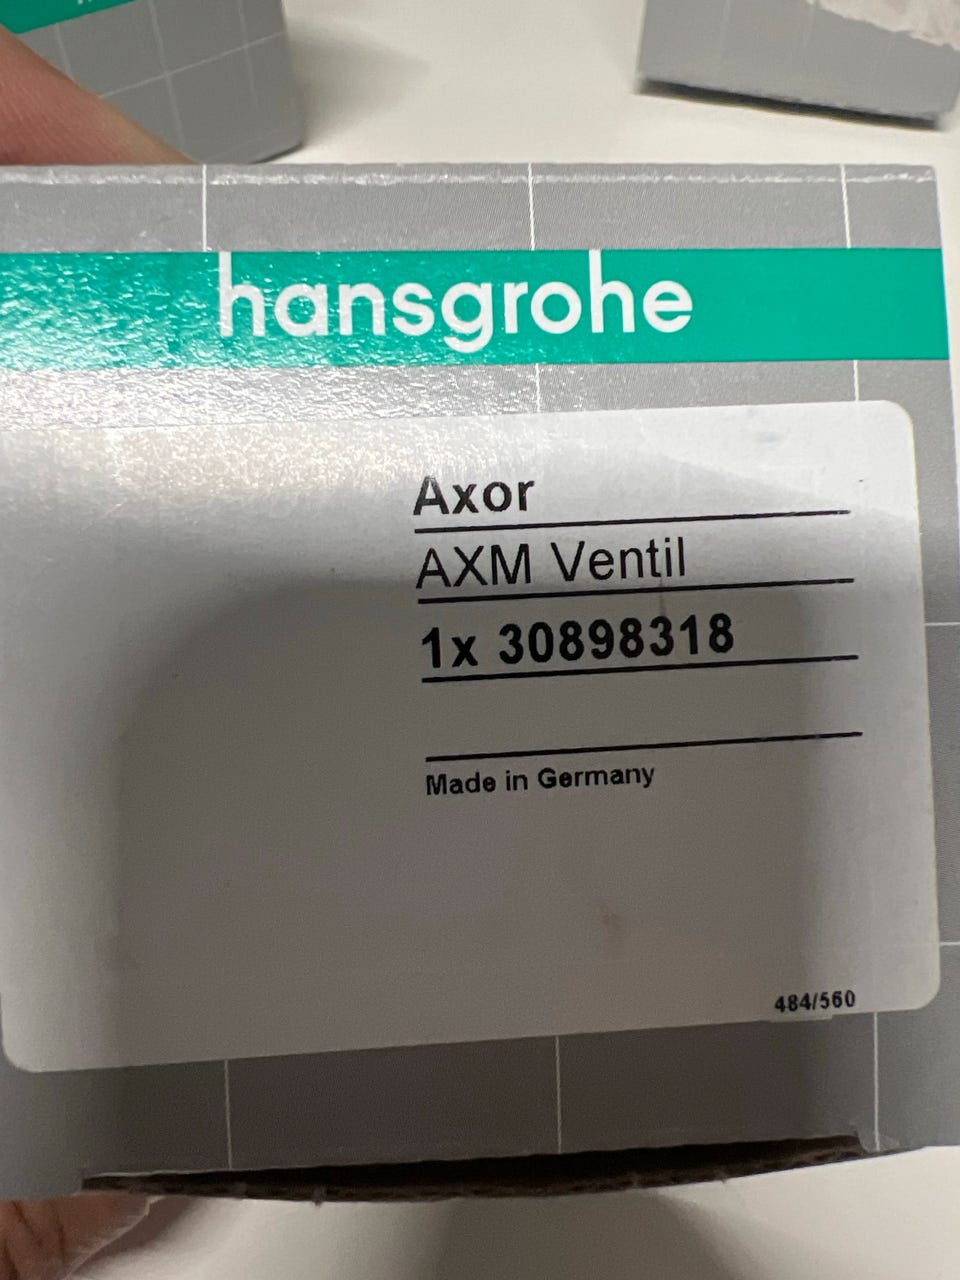 hansgrohe
Axor
AXM Ventil
1x 30898318
Made in Germany
484/560